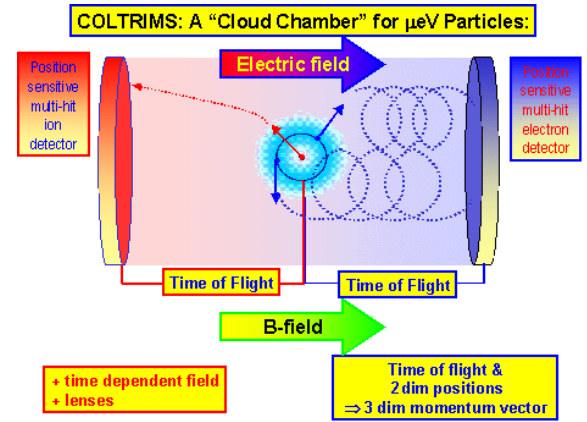 COLTRIMS: A “Cloud Chamber” for μeV Particles:
Electric field
Position
sensitive
multi-hit
ion
detector
Position
sensitive
multi-hit
electron
detector
Time of Flight
Time of Flight
B-field
+ time dependent field
+ lenses
Time of flight &
2 dim positions
⇒ 3 dim momentum vector